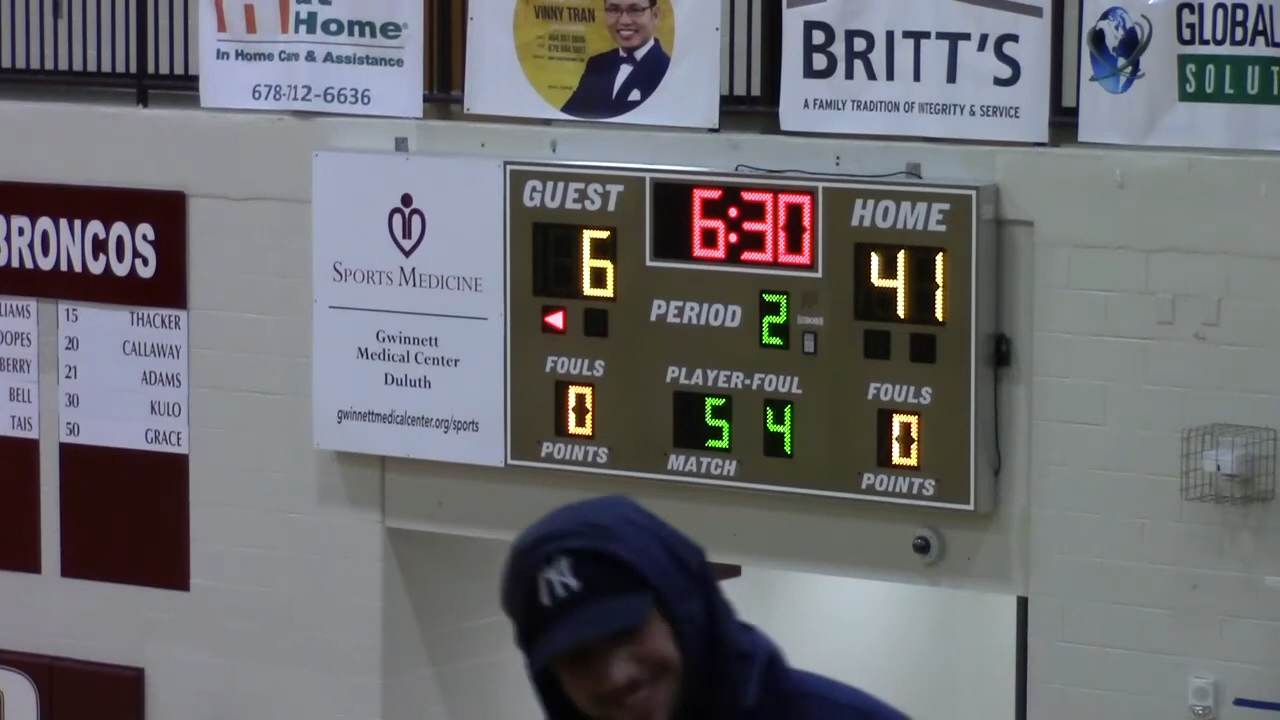 at
Home®
In Home Care & Assistance
678-712-6636
VINNY TRAN
BRITT'S
A FAMILY TRADITION OF INTEGRITY & SERVICE
GLOBAL
SOLUT
BRONCOS
LIAMS
OOPES
BERRY
BELL
TAIS
15 THACKER
20 CALLAWAY
21 ADAMS
30 KULO
50 GRACE
SPORTS MEDICINE
Gwinnett
Medical Center
Duluth
gwinnettmedicalcenter.org/sports
GUEST 6:30 HOME
6 41
PERIOD 2
FOULS PLAYER-FOUL FOULS
0 5 4 0
POINTS MATCH POINTS
NY